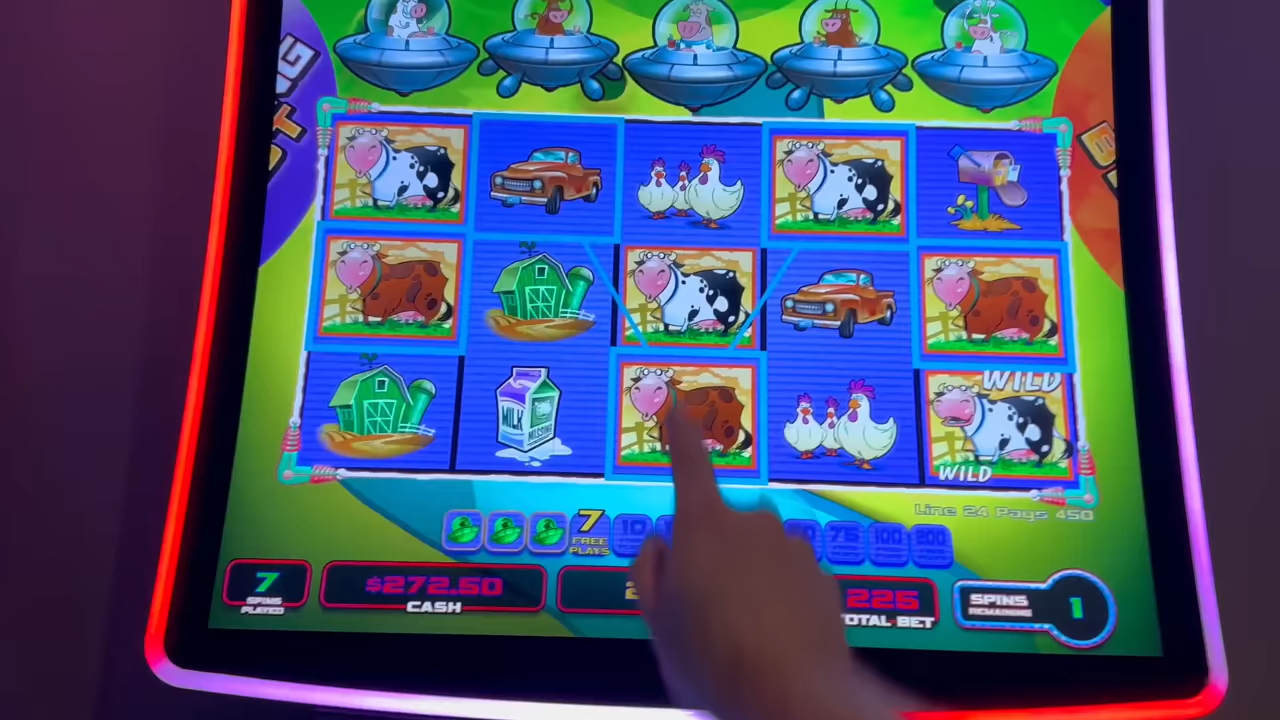 WILD
WILD
MILK
MISSING
Line 24 Pays 450
7
FREE
PLAYS
10
75
100
200
7
SPINS
PLAYED
$272.50
CASH
225
TOTAL BET
SPINS
REMAINING
1